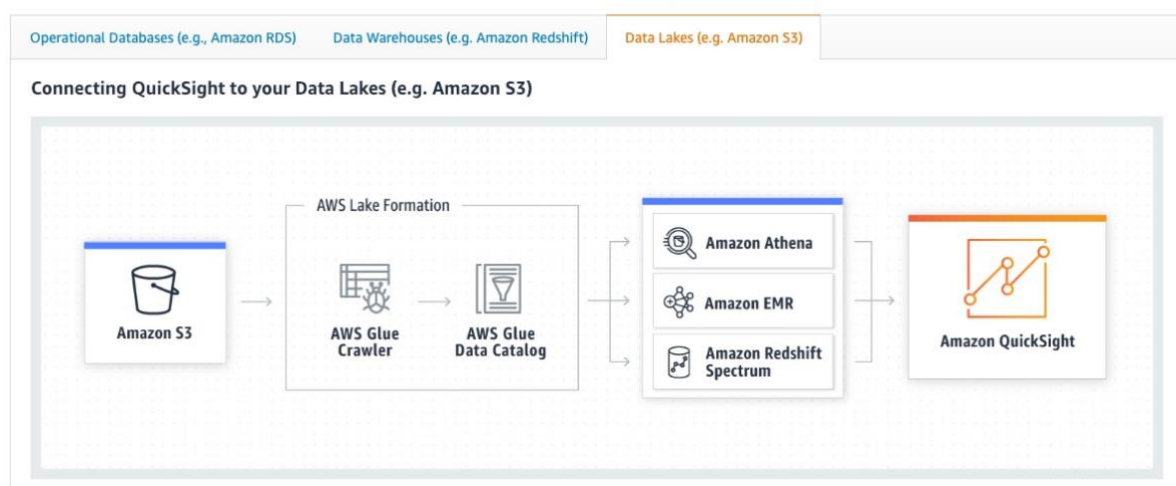 Operational Databases (e.g., Amazon RDS)
Data Warehouses (e.g. Amazon Redshift)
Data Lakes (e.g. Amazon S3)
Connecting QuickSight to your Data Lakes (e.g. Amazon S3)
Amazon S3
AWS Lake Formation
AWS Glue
Crawler
AWS Glue
Data Catalog
Amazon Athena
Amazon EMR
Amazon Redshift
Spectrum
Amazon QuickSight